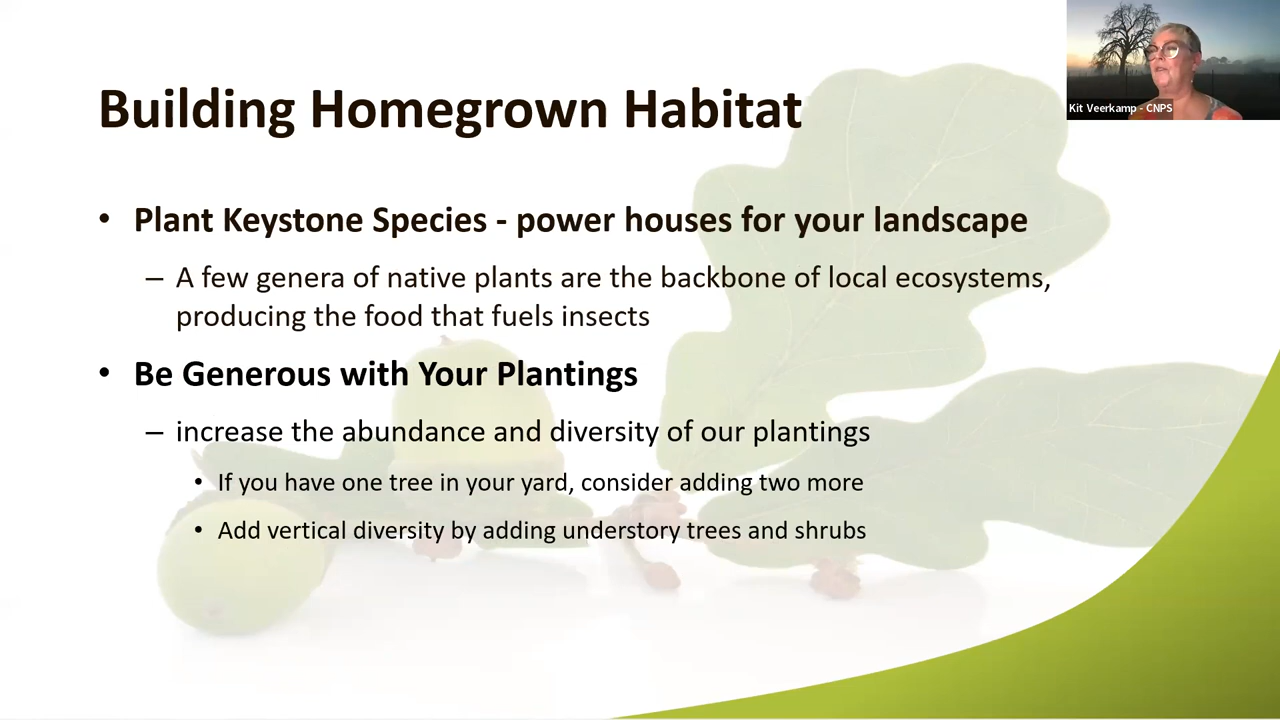 Kit Veerkamp - CNPS
Building Homegrown Habitat
• Plant Keystone Species - power houses for your landscape
– A few genera of native plants are the backbone of local ecosystems,
producing the food that fuels insects
• Be Generous with Your Plantings
– increase the abundance and diversity of our plantings
• If you have one tree in your yard, consider adding two more
• Add vertical diversity by adding understory trees and shrubs